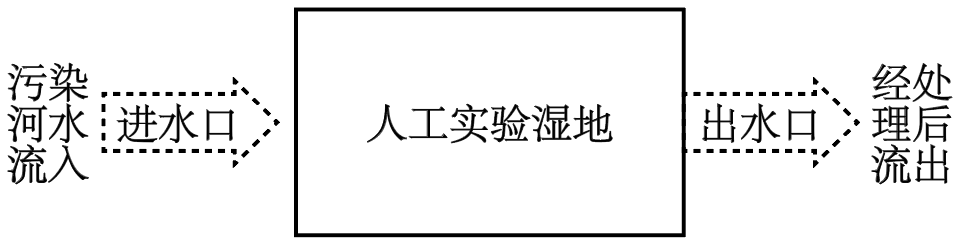 污染
河水
流入
进水口
人工实验湿地
出水口
经处
理后
流出